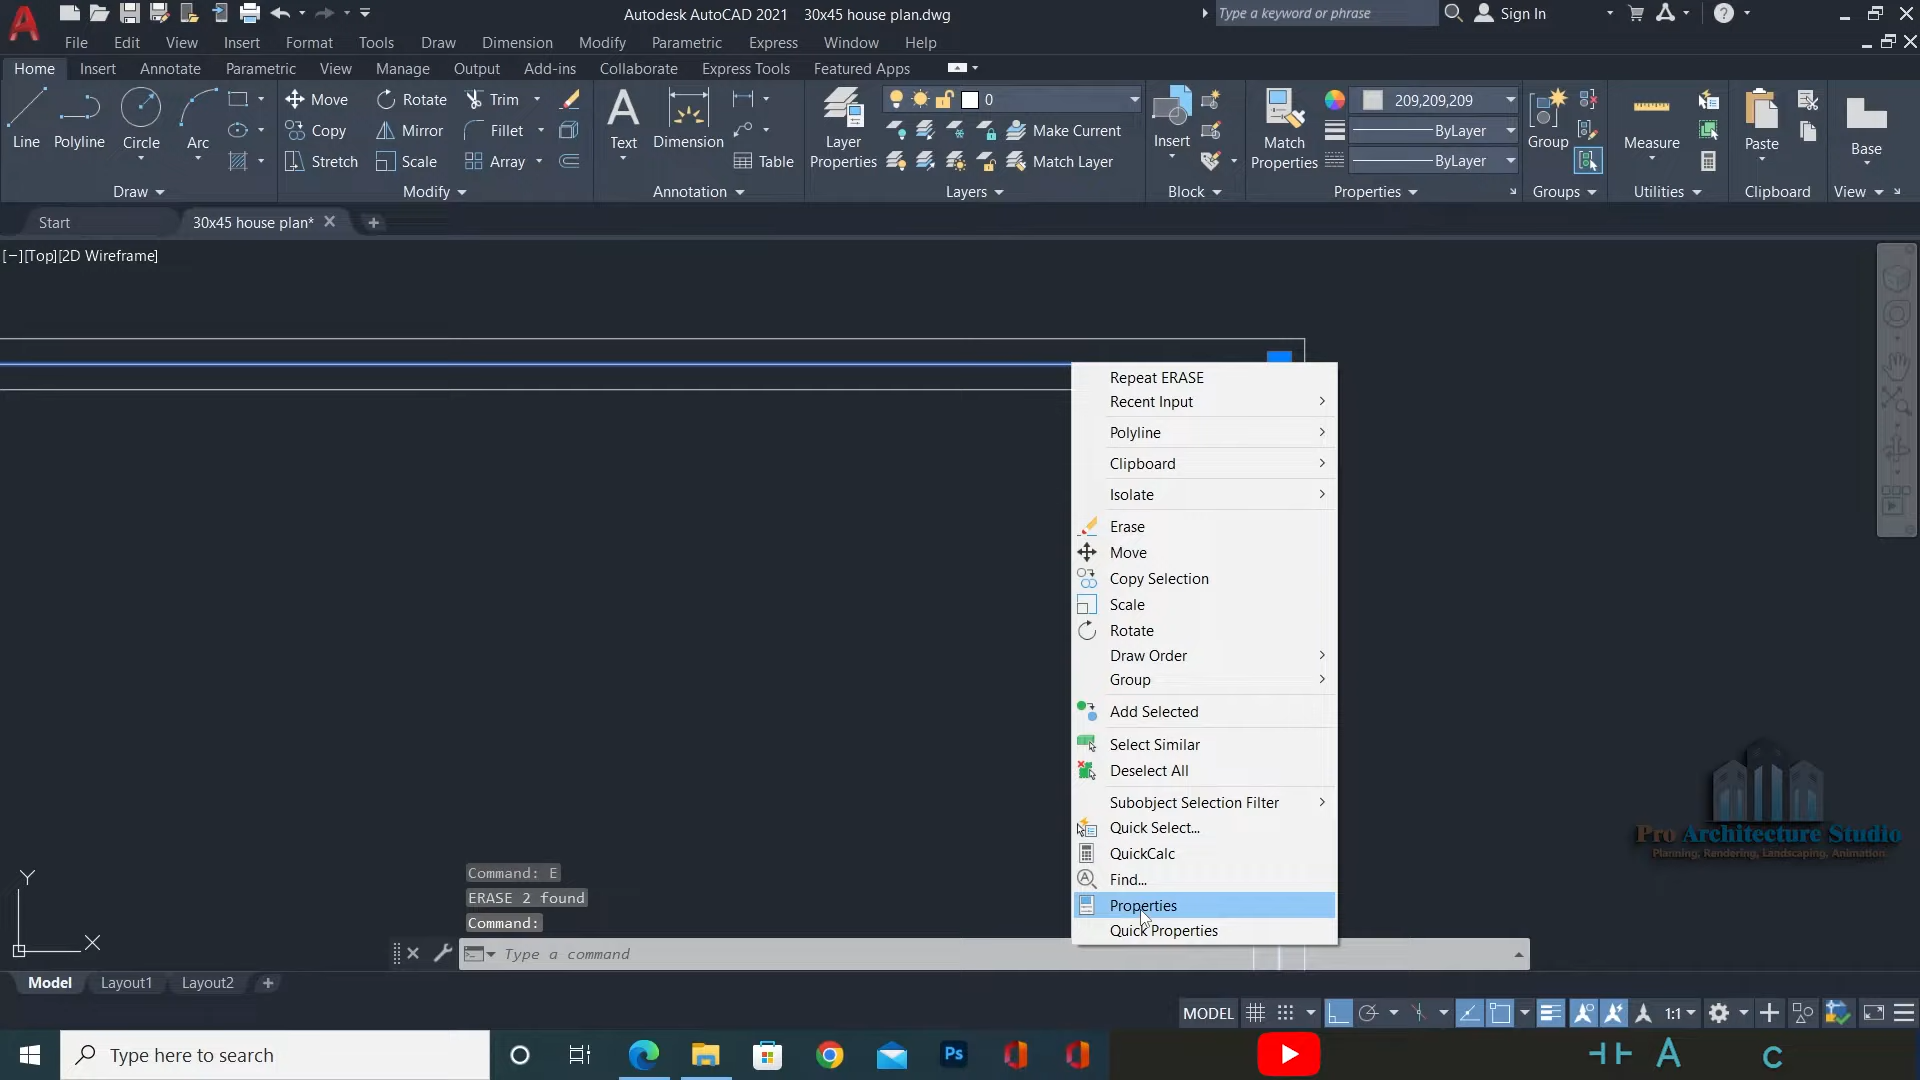 Autodesk AutoCAD 2021 30x45 house plan.dwg
Type a keyword or phrase
Sign In
File Edit View Insert Format Tools Draw Dimension Modify Parametric Express Window Help
Home Insert Annotate Parametric View Manage Output Add-ins Collaborate Express Tools Featured Apps
Line
Polyline
Circle
Arc
Draw
Move
Copy
Stretch
Rotate
Mirror
Scale
Trim
Fillet
Array
Modify
Text
Dimension
Table
Annotation
Layer
Properties
0
Make Current
Match Layer
Layers
Insert
Block
Match
Properties
209,209,209
ByLayer
ByLayer
Properties
Group
Groups
Measure
Utilities
Paste
Clipboard
Base
View
Start
30x45 house plan*
[−][Top][2D Wireframe]
Repeat ERASE
Recent Input
Polyline
Clipboard
Isolate
Erase
Move
Copy Selection
Scale
Rotate
Draw Order
Group
Add Selected
Select Similar
Deselect All
Subobject Selection Filter
Quick Select...
QuickCalc
Find...
Properties
Quick Properties
Pro Architecture Studio
Planning, Rendering, Landscaping, Animation
Y
X
Command: E
ERASE 2 found
Command:
Type a command
Model Layout1 Layout2
MODEL
1:1
Type here to search
Ps
A
C